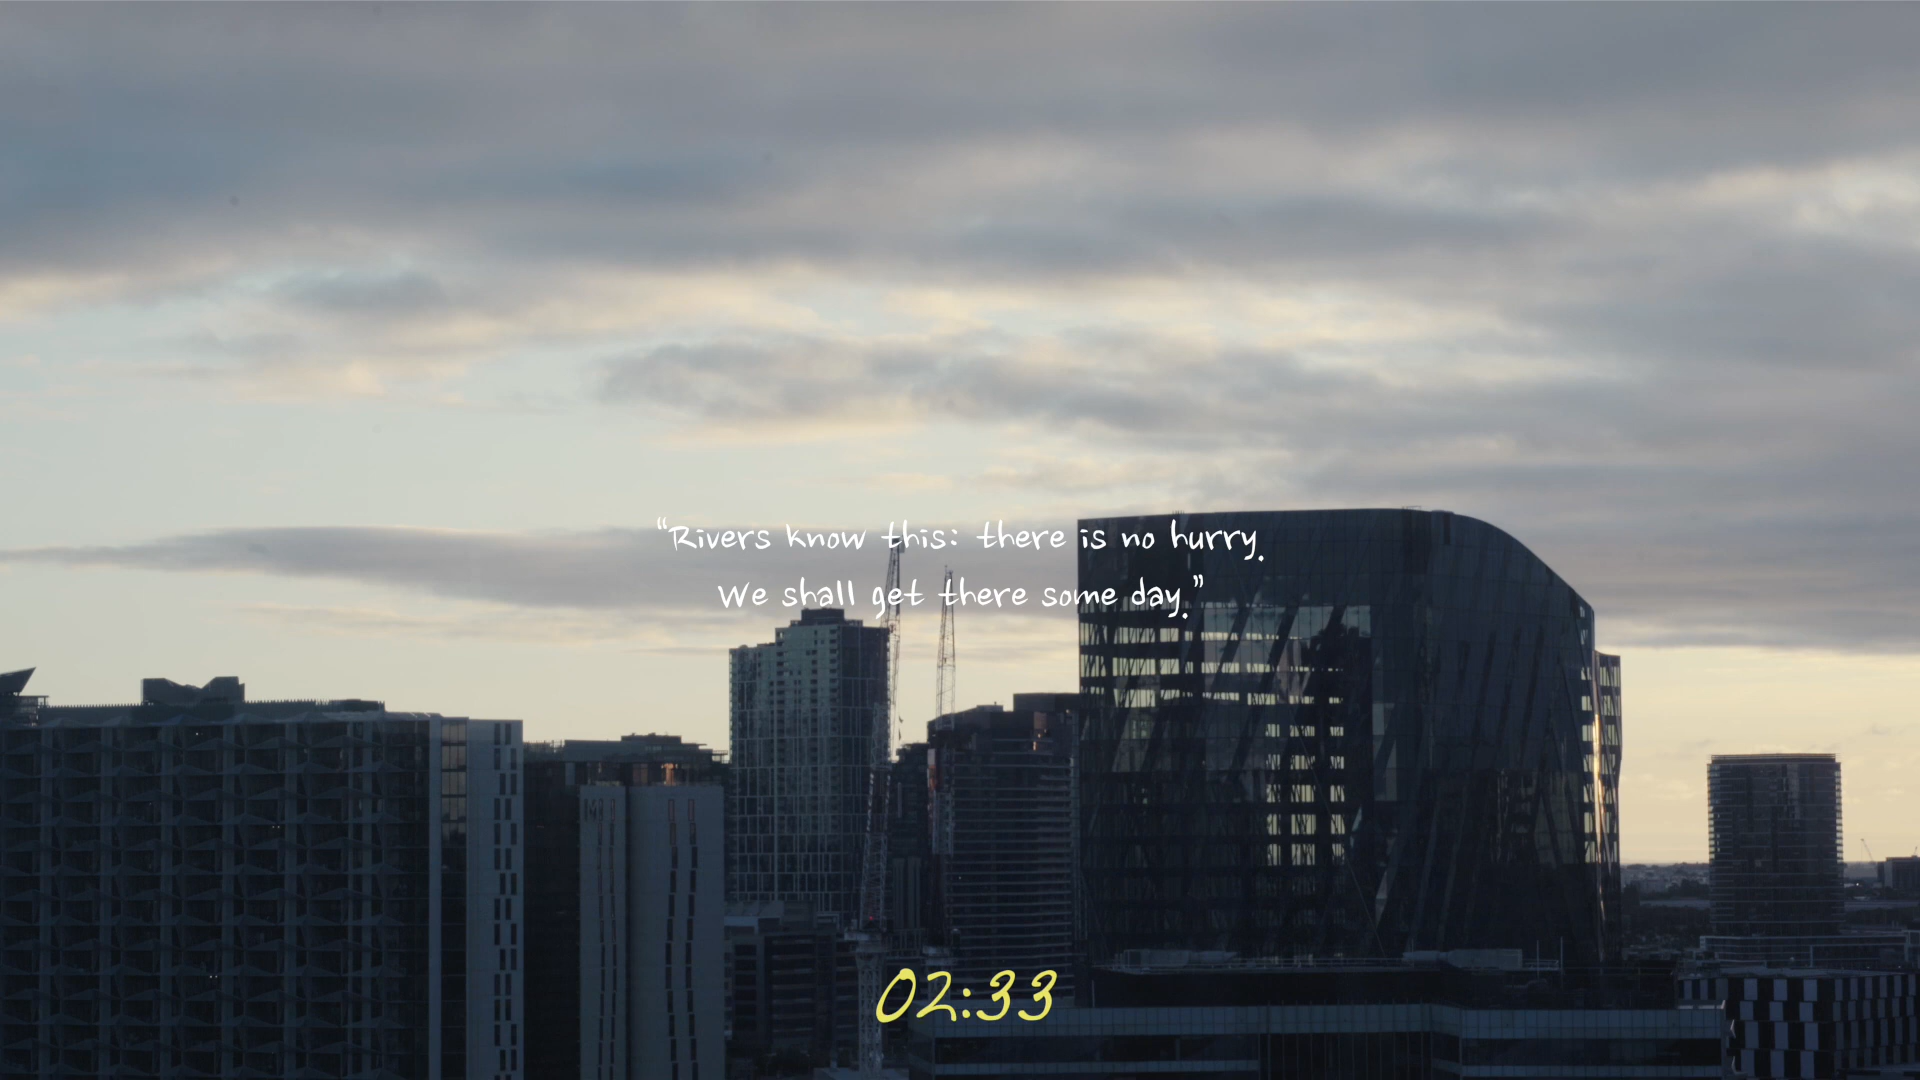 “Rivers know this: there is no hurry.
We shall get there some day.”
02:33